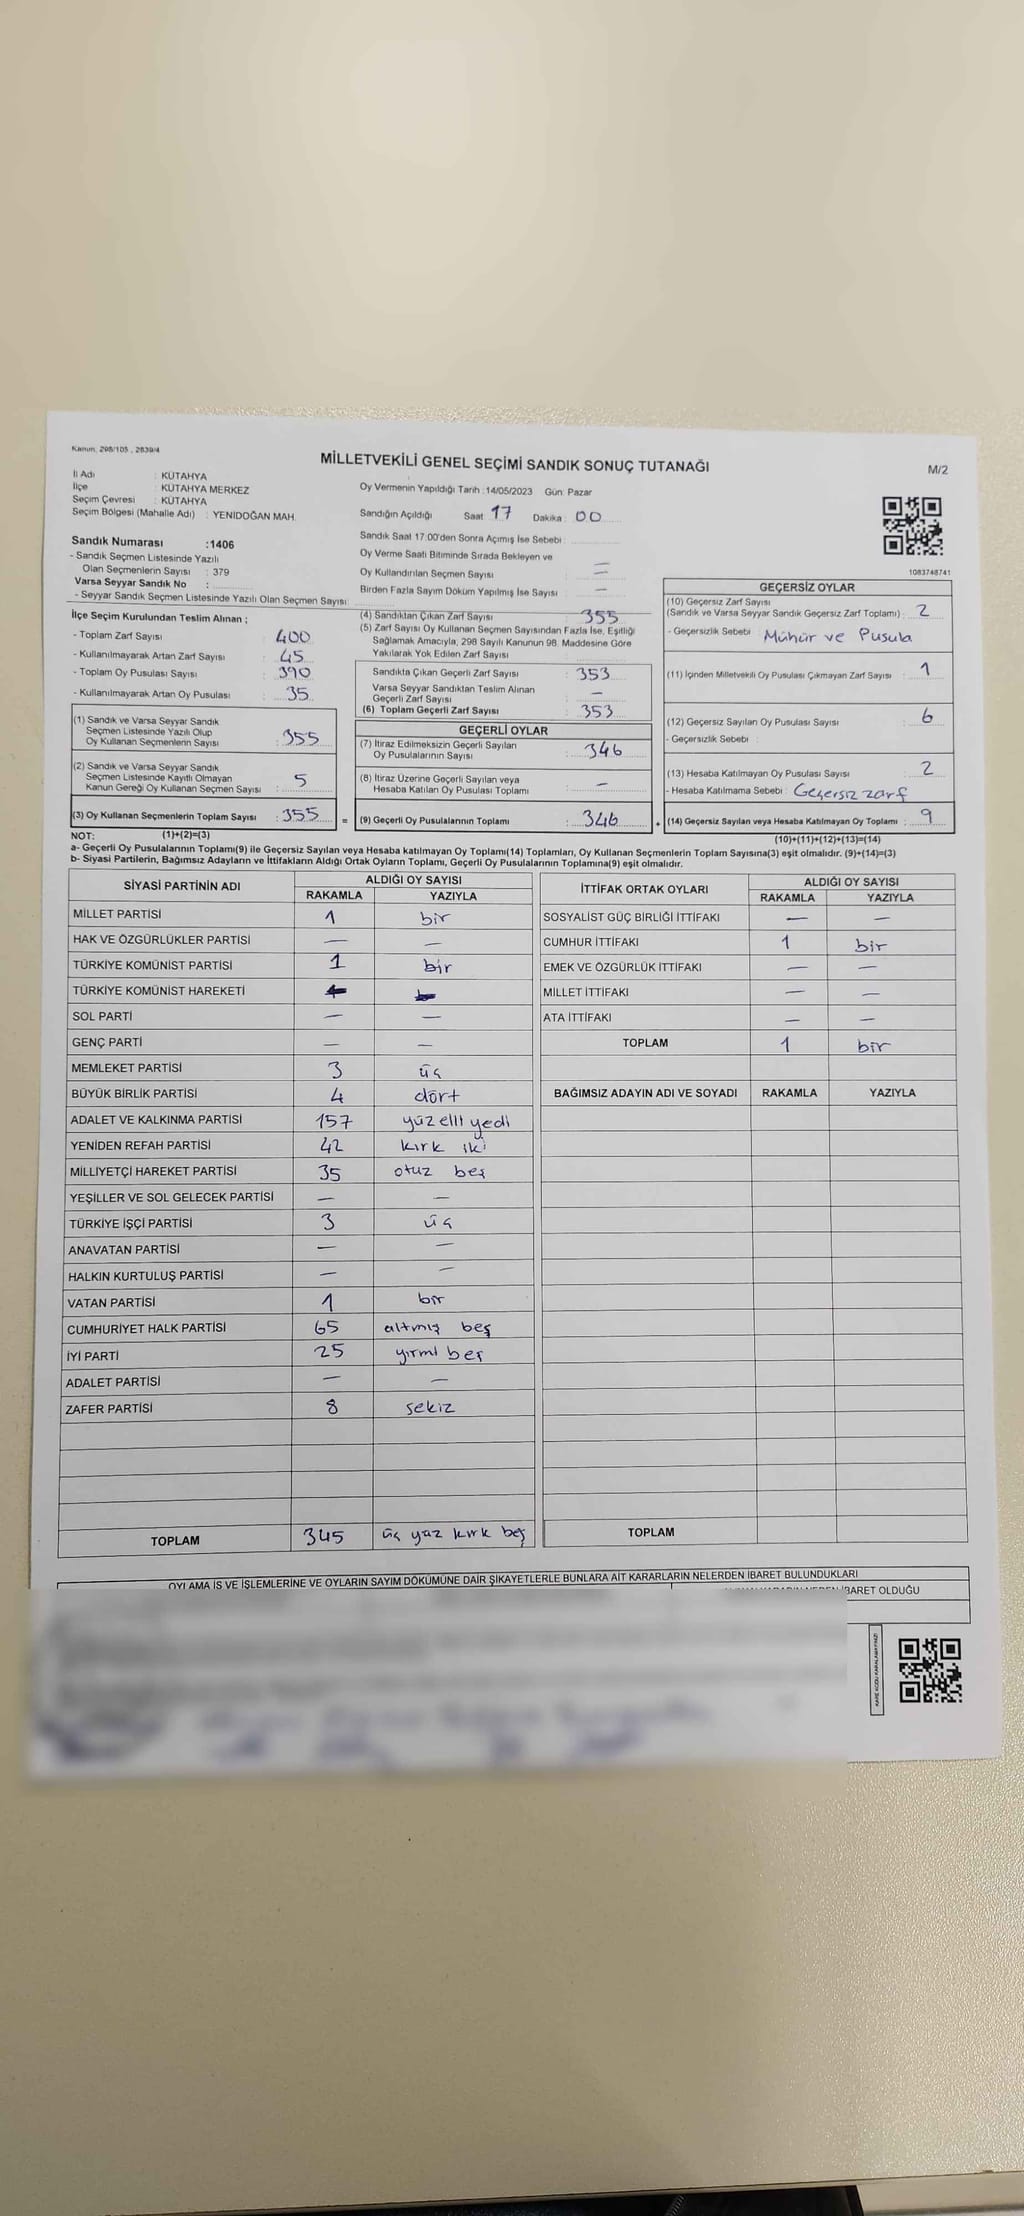 Kanun: 298/105 , 2839/4
MİLLETVEKİLİ GENEL SEÇİMİ SANDIK SONUÇ TUTANAĞI
M/2
İl Adı : KÜTAHYA
İlçe : KÜTAHYA MERKEZ
Seçim Çevresi : KÜTAHYA
Seçim Bölgesi (Mahalle Adı) : YENİDOĞAN MAH.
Sandık Numarası :1406
- Sandık Seçmen Listesinde Yazılı
Olan Seçmenlerin Sayısı : 379
Varsa Seyyar Sandık No :
- Seyyar Sandık Seçmen Listesinde Yazılı Olan Seçmen Sayısı:
Oy Vermenin Yapıldığı Tarih :14/05/2023 Gün: Pazar
Sandığın Açıldığı Saat 17 Dakika : 00
Sandık Saat 17:00'den Sonra Açımış İse Sebebi :
Oy Verme Saati Bitiminde Sırada Bekleyen ve
Oy Kullandırılan Seçmen Sayısı : —
Birden Fazla Sayım Döküm Yapılmış İse Sayısı : —
1083748741
İlçe Seçim Kurulundan Teslim Alınan ;
- Toplam Zarf Sayısı : 400
- Kullanılmayarak Artan Zarf Sayısı : 45
- Toplam Oy Pusulası Sayısı : 390
- Kullanılmayarak Artan Oy Pusulası : 35
(1) Sandık ve Varsa Seyyar Sandık
Seçmen Listesinde Yazılı Olup
Oy Kullanan Seçmenlerin Sayısı : 355
(2) Sandık ve Varsa Seyyar Sandık
Seçmen Listesinde Kayıtlı Olmayan
Kanun Gereği Oy Kullanan Seçmen Sayısı : 5
(3) Oy Kullanan Seçmenlerin Toplam Sayısı : 355 =
(4) Sandıktan Çıkan Zarf Sayısı : 355
(5) Zarf Sayısı Oy Kullanan Seçmen Sayısından Fazla İse, Eşitliği
Sağlamak Amacıyla, 298 Sayılı Kanunun 98. Maddesine Göre
Yakılarak Yok Edilen Zarf Sayısı :
Sandıkta Çıkan Geçerli Zarf Sayısı : 353
Varsa Seyyar Sandıktan Teslim Alınan
Geçerli Zarf Sayısı : —
(6) Toplam Geçerli Zarf Sayısı : 353
GEÇERLİ OYLAR
(7) İtiraz Edilmeksizin Geçerli Sayılan
Oy Pusulalarının Sayısı : 346
(8) İtiraz Üzerine Geçerli Sayılan veya
Hesaba Katılan Oy Pusulası Toplamı : —
(9) Geçerli Oy Pusulalarının Toplamı : 346 +
GEÇERSİZ OYLAR
(10) Geçersiz Zarf Sayısı
(Sandık ve Varsa Seyyar Sandık Geçersiz Zarf Toplamı) : 2
- Geçersizlik Sebebi : Mühür ve Pusula
(11) İçinden Milletvekili Oy Pusulası Çıkmayan Zarf Sayısı : 1
(12) Geçersiz Sayılan Oy Pusulası Sayısı : 6
- Geçersizlik Sebebi :
(13) Hesaba Katılmayan Oy Pusulası Sayısı : 2
- Hesaba Katılmama Sebebi : Geçersiz zarf
(14) Geçersiz Sayılan veya Hesaba Katılmayan Oy Toplamı : 9
NOT: (1)+(2)=(3)
(10)+(11)+(12)+(13)=(14)
a- Geçerli Oy Pusulalarının Toplamı(9) ile Geçersiz Sayılan veya Hesaba katılmayan Oy Toplamı(14) Toplamları, Oy Kullanan Seçmenlerin Toplam Sayısına(3) eşit olmalıdır. (9)+(14)=(3)
b- Siyasi Partilerin, Bağımsız Adayların ve İttifakların Aldığı Ortak Oyların Toplamı, Geçerli Oy Pusulalarının Toplamına(9) eşit olmalıdır.
SİYASİ PARTİNİN ADI ALDIĞI OY SAYISI
RAKAMLA YAZIYLA
MİLLET PARTİSİ 1 bir
HAK VE ÖZGÜRLÜKLER PARTİSİ — —
TÜRKİYE KOMÜNİST PARTİSİ 1 bir
TÜRKİYE KOMÜNİST HAREKETİ
SOL PARTİ — —
GENÇ PARTİ — —
MEMLEKET PARTİSİ 3 üç
BÜYÜK BİRLİK PARTİSİ 4 dört
ADALET VE KALKINMA PARTİSİ 157 yüz elli yedi
YENİDEN REFAH PARTİSİ 42 kırk iki
MİLLİYETÇİ HAREKET PARTİSİ 35 otuz beş
YEŞİLLER VE SOL GELECEK PARTİSİ — —
TÜRKİYE İŞÇİ PARTİSİ 3 üç
ANAVATAN PARTİSİ — —
HALKIN KURTULUŞ PARTİSİ — —
VATAN PARTİSİ 1 bir
CUMHURİYET HALK PARTİSİ 65 altmış beş
İYİ PARTİ 25 yirmi beş
ADALET PARTİSİ — —
ZAFER PARTİSİ 8 sekiz
TOPLAM 345 üç yüz kırk beş
İTTİFAK ORTAK OYLARI ALDIĞI OY SAYISI
RAKAMLA YAZIYLA
SOSYALİST GÜÇ BİRLİĞİ İTTİFAKI — —
CUMHUR İTTİFAKI 1 bir
EMEK VE ÖZGÜRLÜK İTTİFAKI — —
MİLLET İTTİFAKI — —
ATA İTTİFAKI — —
TOPLAM 1 bir
BAĞIMSIZ ADAYIN ADI VE SOYADI RAKAMLA YAZIYLA
TOPLAM
OYLAMA İŞ VE İŞLEMLERİNE VE OYLARIN SAYIM DÖKÜMÜNE DAİR ŞİKAYETLERLE BUNLARA AİT KARARLARIN NELERDEN İBARET BULUNDUKLARI
İBARET OLDUĞU